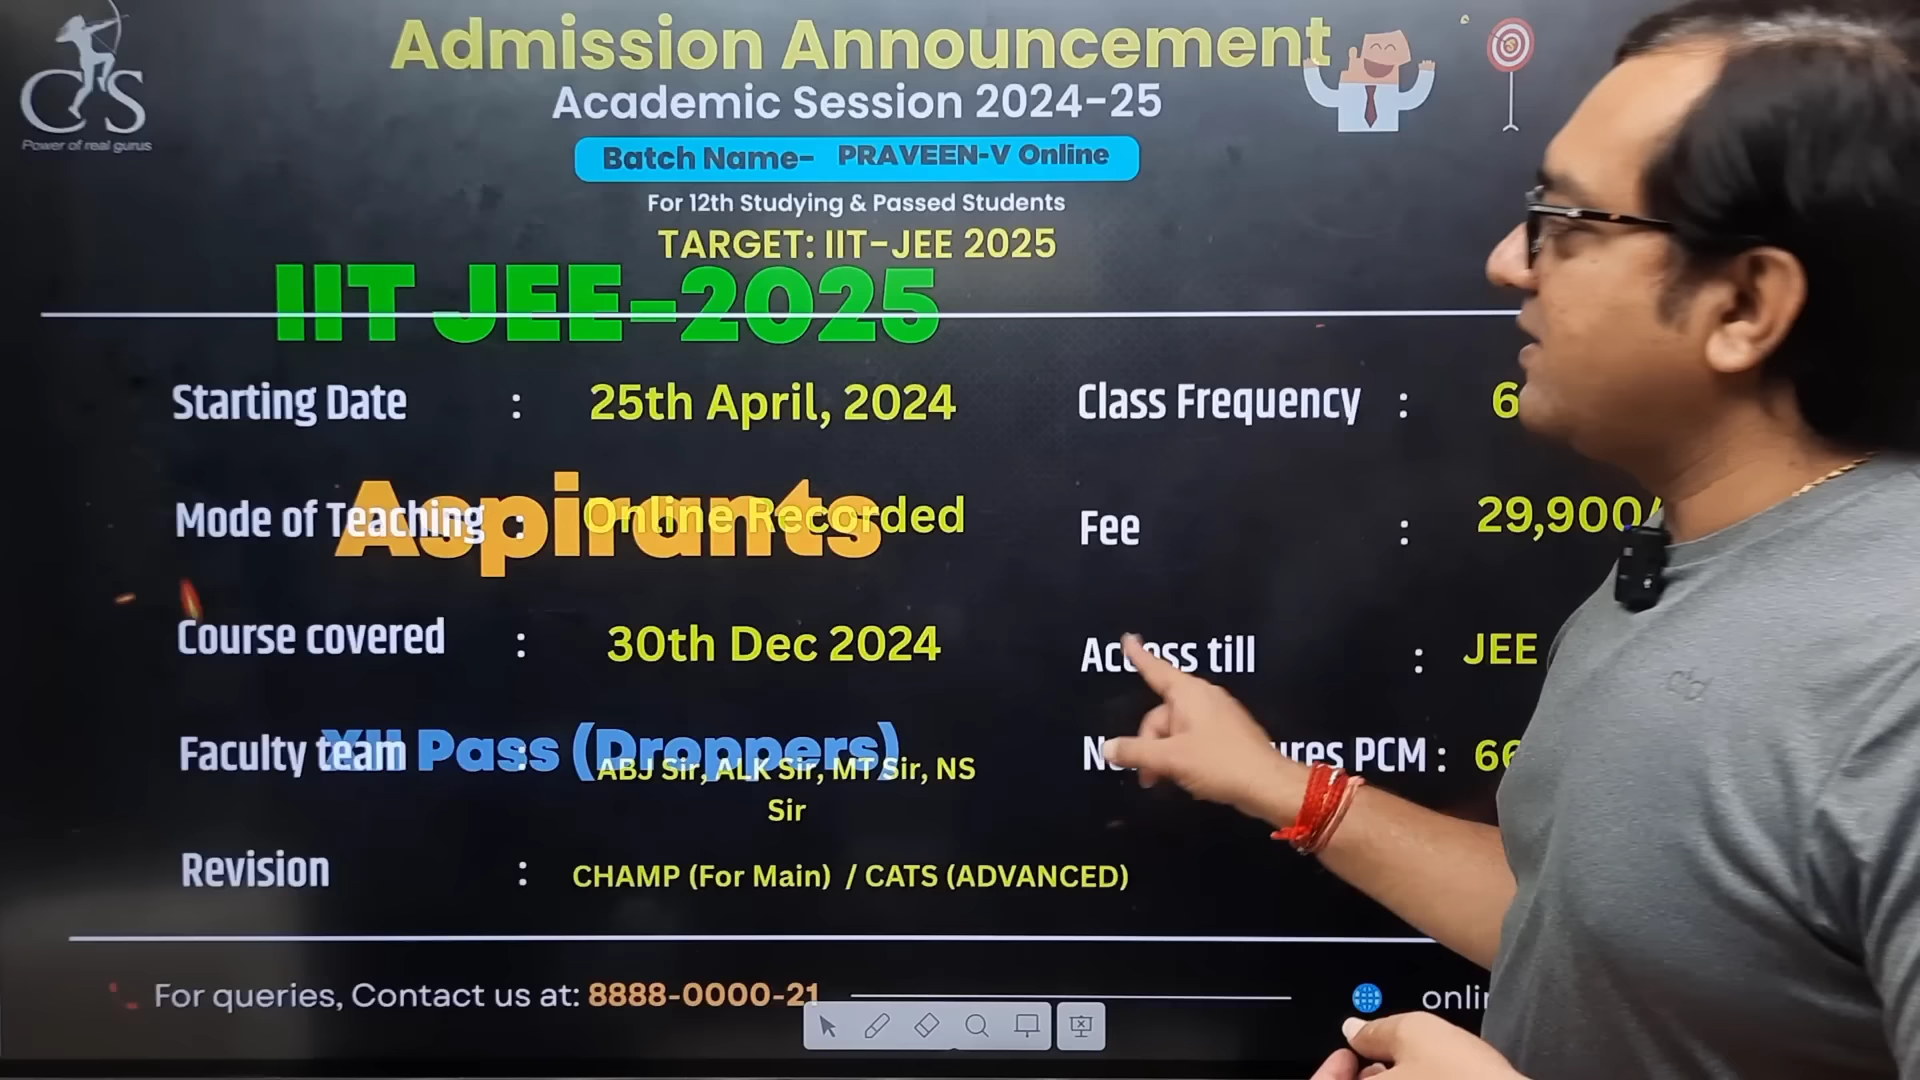 CS
Power of real gurus
Admission Announcement
Academic Session 2024-25
Batch Name- PRAVEEN-V Online
For 12th Studying & Passed Students
TARGET: IIT-JEE 2025
IIT JEE-2025
Starting Date : 25th April, 2024
Class Frequency : 6
Aspirants
Mode of Teaching : Online Recorded
Fee : 29,900/
Course covered : 30th Dec 2024
Access till : JEE
XII Pass (Droppers)
Faculty team : ABJ Sir, ALK Sir, MT Sir, NS
Sir
PCM : 66
Revision : CHAMP (For Main) / CATS (ADVANCED)
For queries, Contact us at: 8888-0000-21